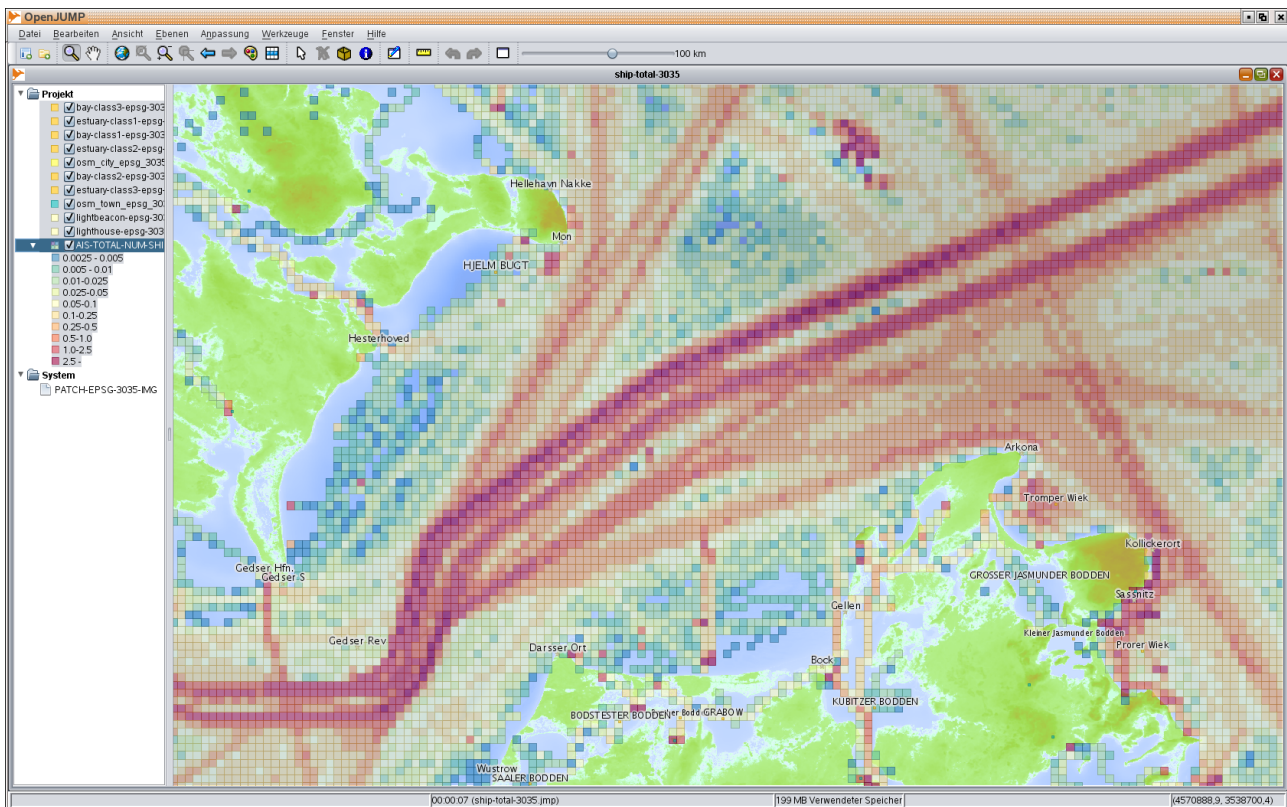 OpenJUMP
Datei Bearbeiten Ansicht Ebenen Anpassung Werkzeuge Fenster Hilfe
100 km
ship-total-3035
Projekt
bay-class3-epsg-303
estuary-class1-epsg-
bay-class1-epsg-303
estuary-class2-epsg-
osm_city_epsg_3035
bay-class2-epsg-303
estuary-class3-epsg-
osm_town_epsg_30
lightbeacon-epsg-303
lighthouse-epsg-303
AIS-TOTAL-NUM-SHI
0.0025 - 0.005
0.005 - 0.01
0.01-0.025
0.025-0.05
0.05-0.1
0.1-0.25
0.25-0.5
0.5-1.0
1.0-2.5
2.5 -
System
PATCH-EPSG-3035-IMG
Hellehavn Nakke
Mon
HJELM BUGT
Hesterhoved
Arkona
Tromper Wiek
Kollickerort
Gedser Hfn.
Gedser S
GROSSER JASMUNDER BODDEN
Sassnitz
Gellen
Kleiner Jasmunder Bodden
Gedser Rev
Darsser Ort
Prorer Wiek
Bock
KUBITZER BODDEN
BODSTESTER BODDEN
GRABOW
Wustrow
SAALER BODDEN
00:00:07 (ship-total-3035.jmp)
199 MB Verwendeter Speicher
(4570888.9, 3538700.4)